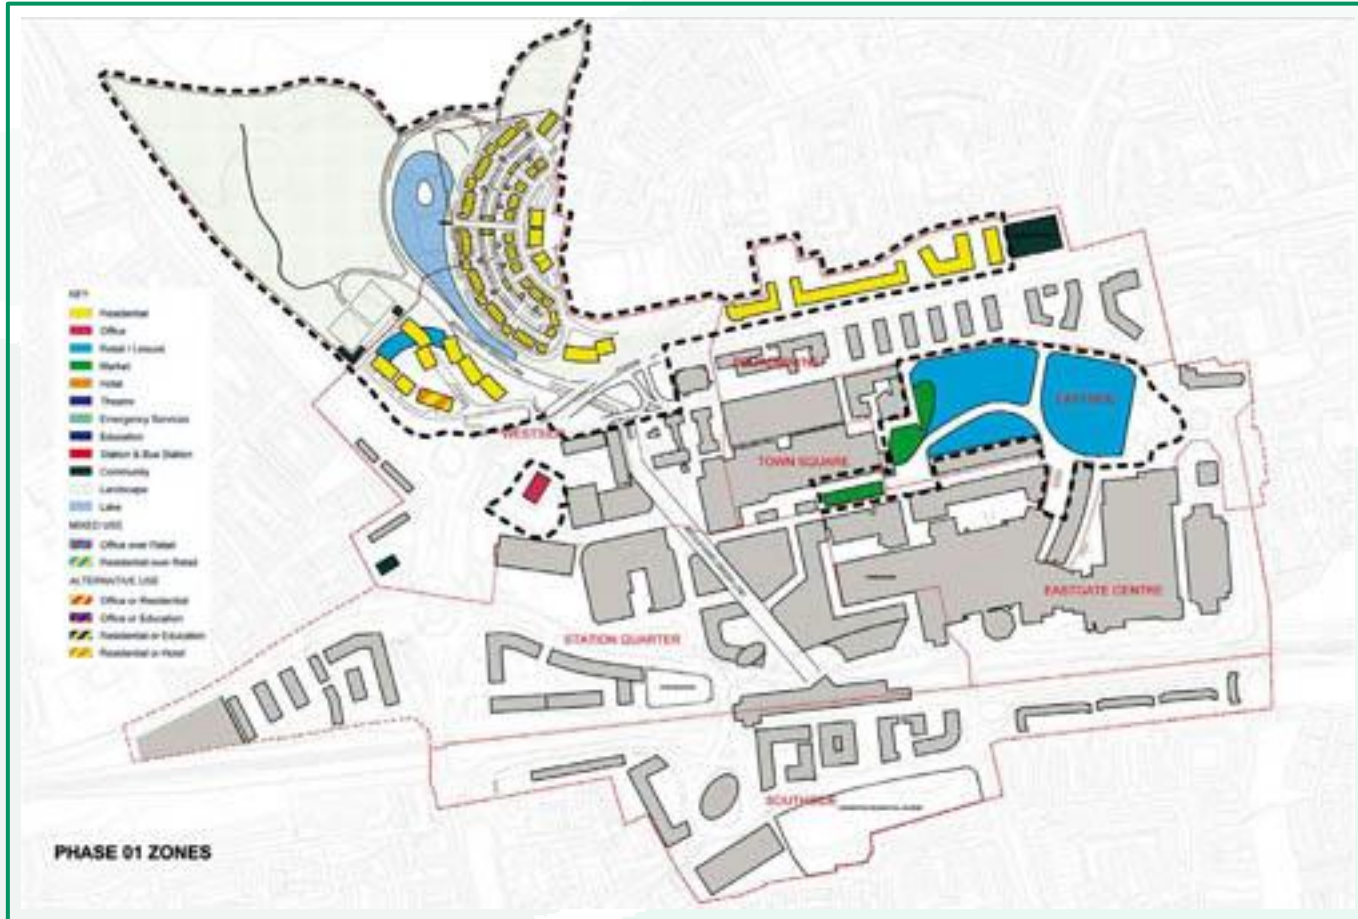 KEY
Residential
Office
Retail / Leisure
Market
Hotel
Theatre
Emergency Services
Education
Station & Bus Station
Community
Landscape
Lake
MIXED USE
Office over Retail
Residential over Retail
ALTERNATIVE USE
Office or Residential
Office or Education
Residential or Education
Residential or Hotel
WESTSIDE
TOWN SQUARE
EASTSIDE
EASTGATE CENTRE
STATION QUARTER
SOUTHSIDE
PHASE 01 ZONES